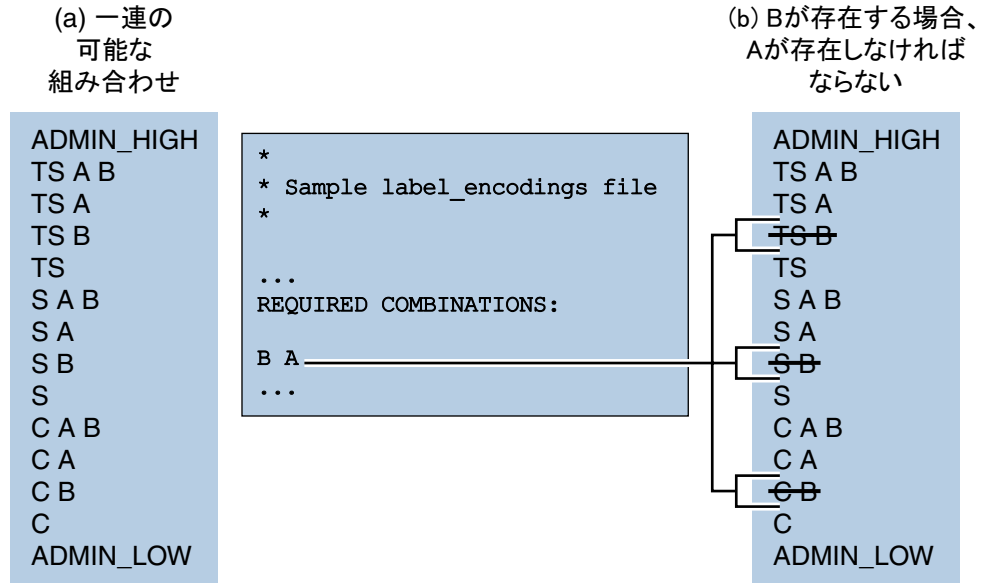 (a) 一連の
可能な
組み合わせ
ADMIN_HIGH
TS A B
TS A
TS B
TS
S A B
S A
S B
S
C A B
C A
C B
C
ADMIN_LOW
*
* Sample label_encodings file
*
...
REQUIRED COMBINATIONS:
B A
...
(b) Bが存在する場合、
Aが存在しなければ
ならない
ADMIN_HIGH
TS A B
TS A
TS B
TS
S A B
S A
S B
S
C A B
C A
C B
C
ADMIN_LOW